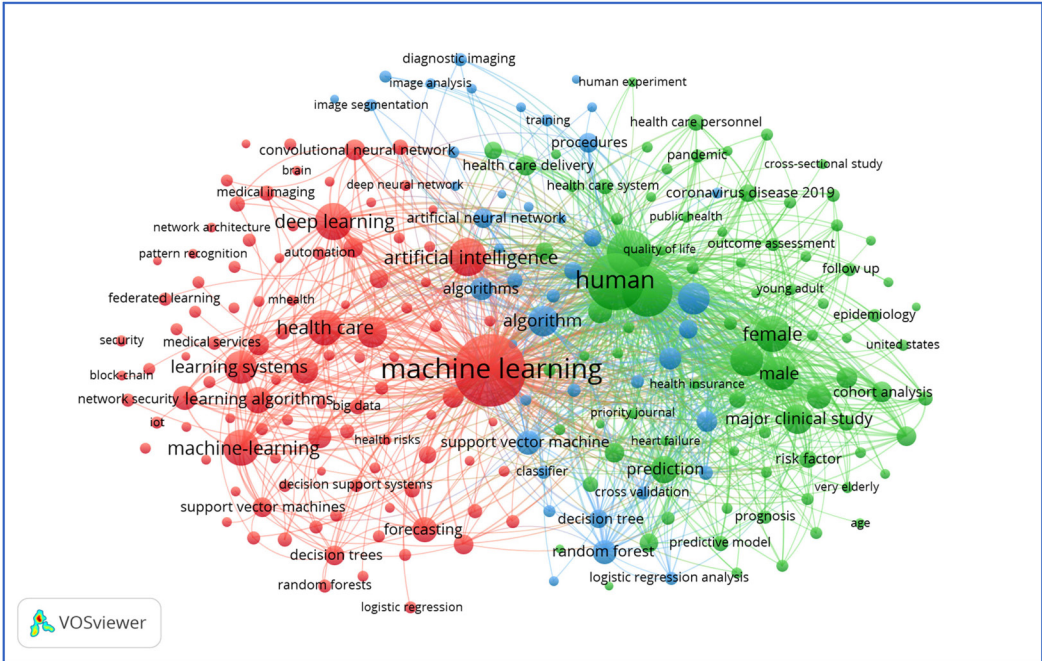 diagnostic imaging
image analysis
human experiment
image segmentation
training
health care personnel
procedures
convolutional neural network
pandemic
health care delivery
cross-sectional study
brain
deep neural network
health care system
medical imaging
coronavirus disease 2019
artificial neural network
public health
deep learning
network architecture
quality of life
outcome assessment
automation
pattern recognition
artificial intelligence
follow up
human
young adult
algorithms
federated learning
mhealth
epidemiology
algorithm
health care
female
security
medical services
united states
learning systems
machine learning
male
block-chain
health insurance
cohort analysis
network security
learning algorithms
big data
priority journal
major clinical study
iot
health risks
support vector machine
heart failure
machine-learning
risk factor
classifier
prediction
decision support systems
cross validation
very elderly
support vector machines
decision tree
prognosis
forecasting
age
predictive model
decision trees
random forest
random forests
logistic regression analysis
logistic regression
VOSviewer